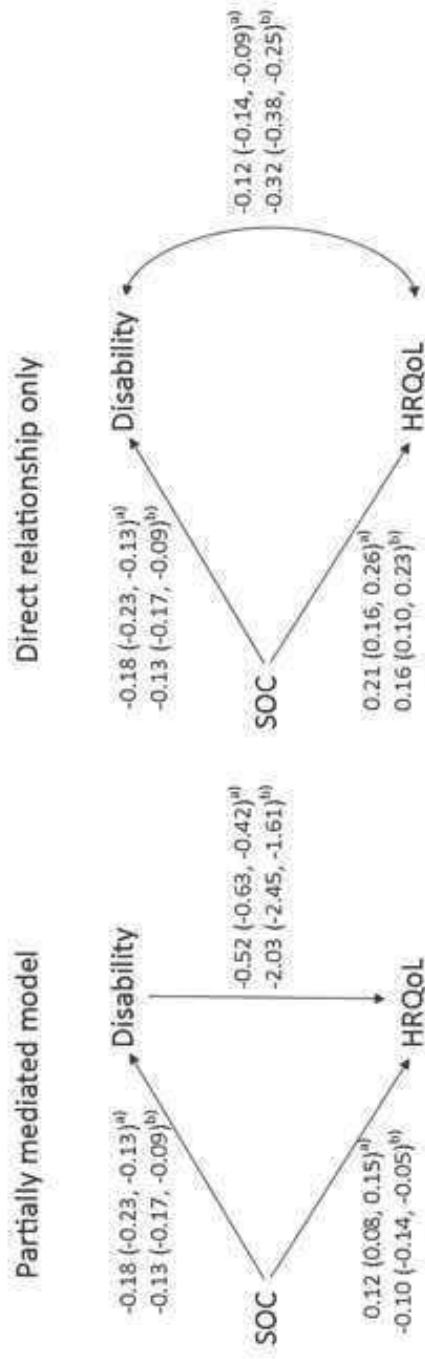 Partially mediated model
Disability
-0.18 (-0.23, -0.13)a)
-0.13 (-0.17, -0.09)b)
-0.52 (-0.63, -0.42)a)
-2.03 (-2.45, -1.61)b)
SOC
0.12 (0.08, 0.15)a)
-0.10 (-0.14, -0.05)b)
HRQoL
Direct relationship only
Disability
-0.18 (-0.23, -0.13)a)
-0.13 (-0.17, -0.09)b)
-0.12 (-0.14, -0.09)a)
-0.32 (-0.38, -0.25)b)
SOC
0.21 (0.16, 0.26)a)
0.16 (0.10, 0.23)b)
HRQoL